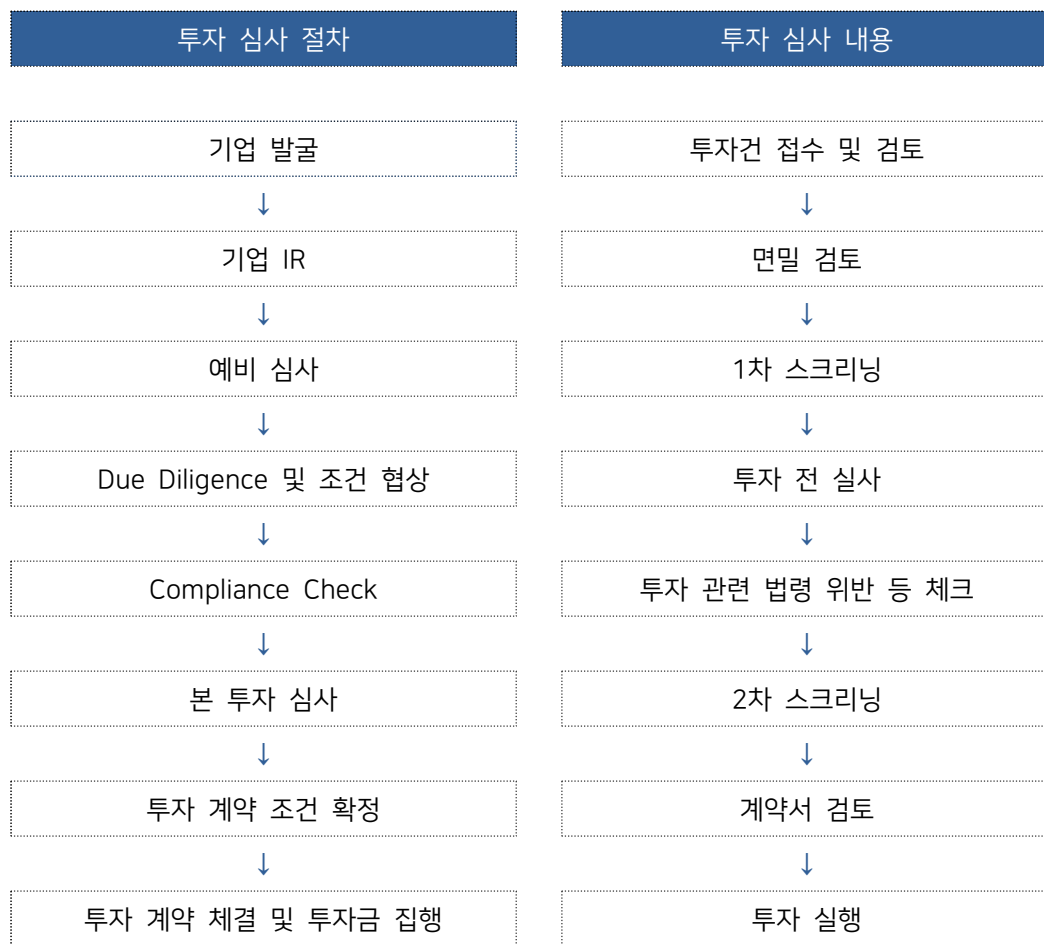 투자 심사 절차
투자 심사 내용
기업 발굴
투자건 접수 및 검토
↓
↓
기업 IR
면밀 검토
↓
↓
예비 심사
1차 스크리닝
↓
↓
Due Diligence 및 조건 협상
투자 전 실사
↓
↓
Compliance Check
투자 관련 법령 위반 등 체크
↓
↓
본 투자 심사
2차 스크리닝
↓
↓
투자 계약 조건 확정
계약서 검토
↓
↓
투자 계약 체결 및 투자금 집행
투자 실행